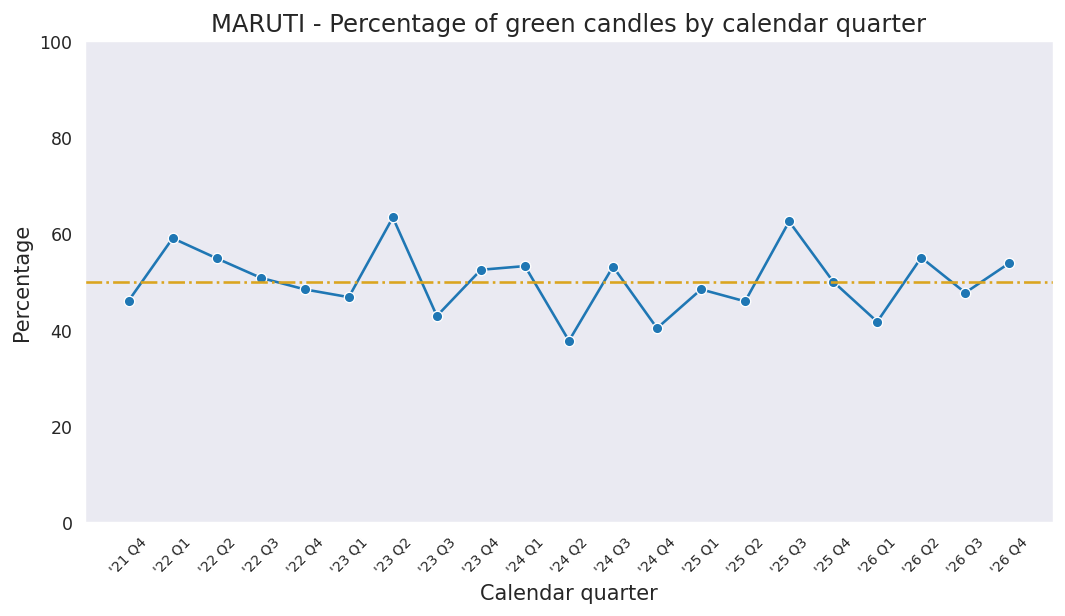 MARUTI - Percentage of green candles by calendar quarter
100
80
60
40
20
0
Percentage
'21 Q4
'22 Q1
'22 Q2
'22 Q3
'22 Q4
'23 Q1
'23 Q2
'23 Q3
'23 Q4
'24 Q1
'24 Q2
'24 Q3
'24 Q4
'25 Q1
'25 Q2
'25 Q3
'25 Q4
'26 Q1
'26 Q2
'26 Q3
'26 Q4
Calendar quarter